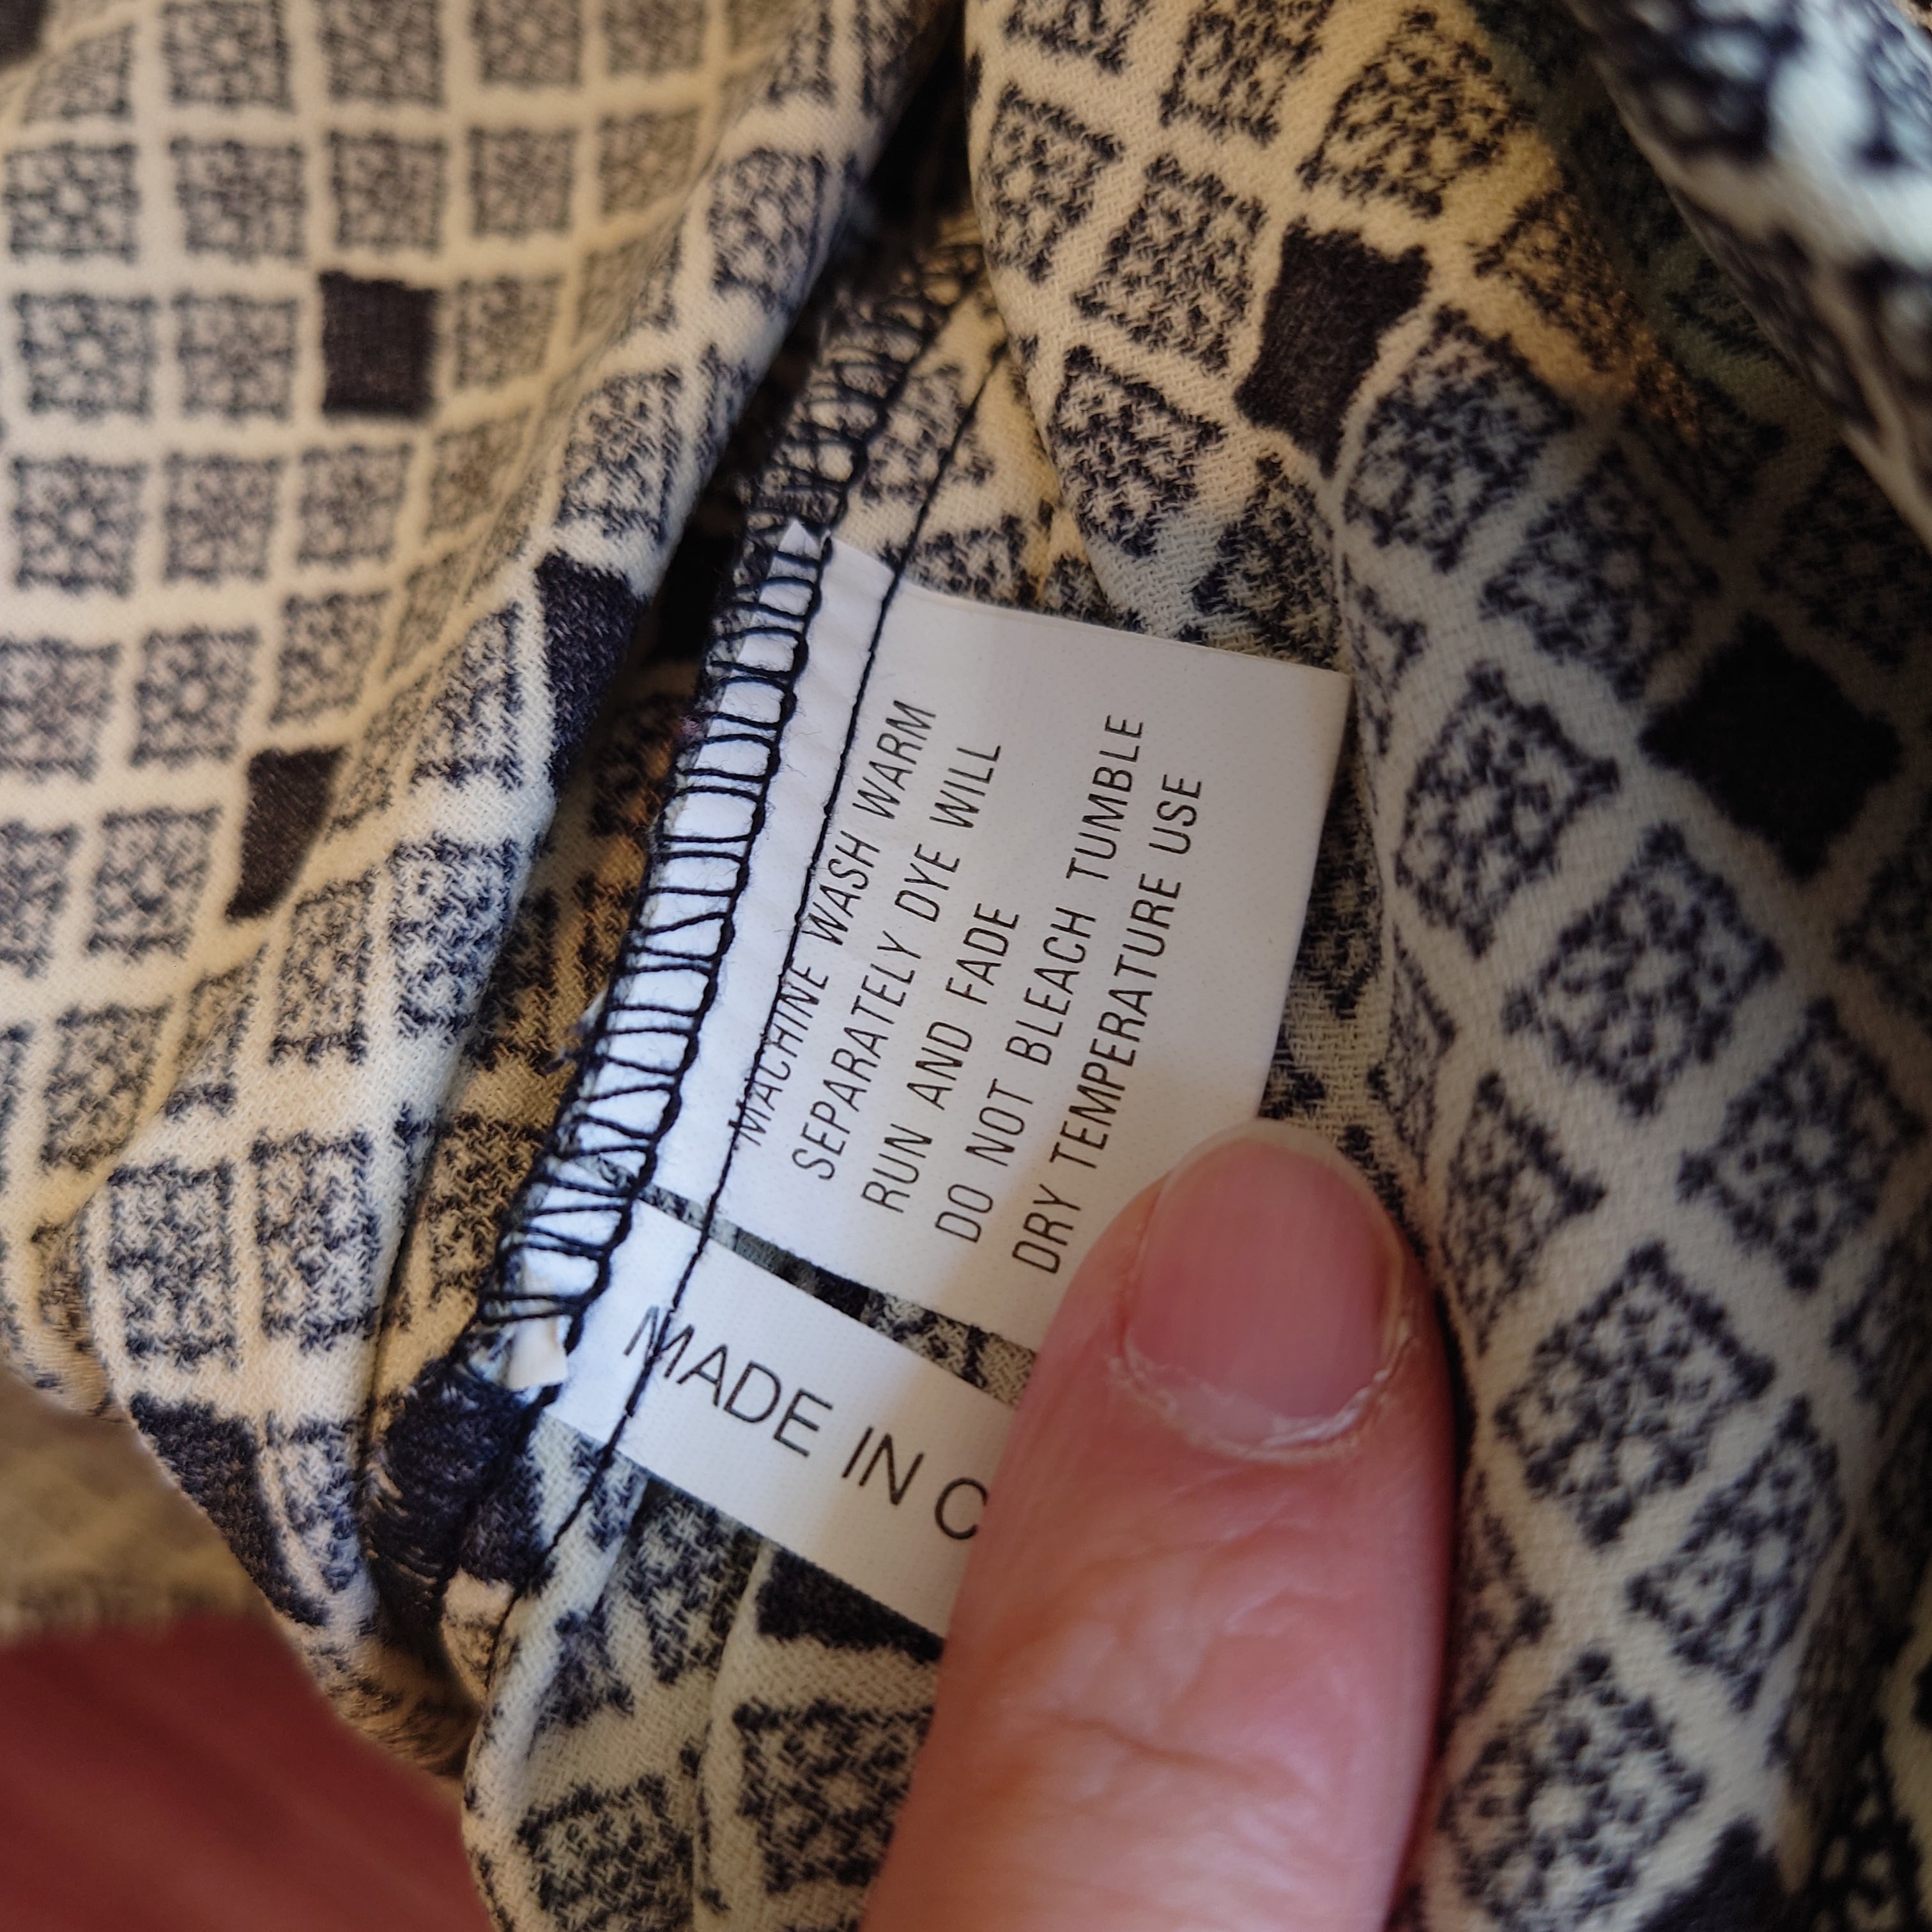 MACHINE WASH WARM
SEPARATELY DYE WILL
RUN AND FADE
DO NOT BLEACH TUMBLE
DRY TEMPERATURE USE
MADE IN